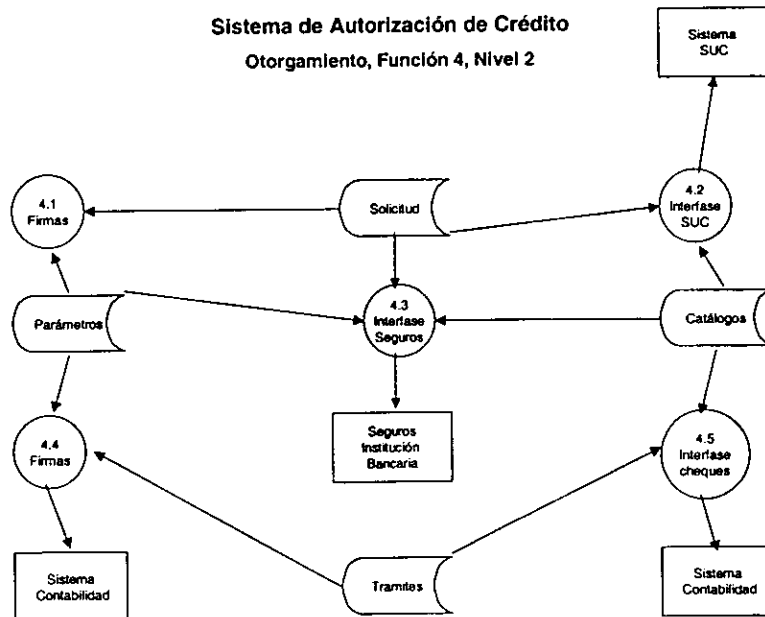 Sistema de Autorización de Crédito
Otorgamiento, Función 4, Nivel 2
Sistema
SUC
4.1
Firmas
Solicitud
4.2
Interfase
SUC
Parámetros
4.3
Interfase
Seguros
Catálogos
4.4
Firmas
Seguros
Institución
Bancaria
4.5
Interfase
cheques
Sistema
Contabilidad
Tramites
Sistema
Contabilidad